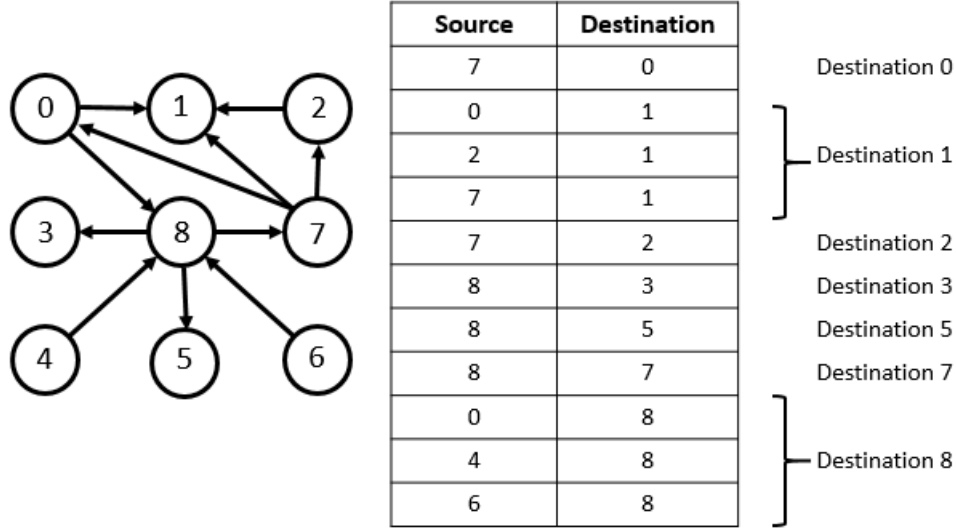 0 1 2
3 8 7
4 5 6
Source Destination
7 0 Destination 0
0 1
2 1 Destination 1
7 1
7 2 Destination 2
8 3 Destination 3
8 5 Destination 5
8 7 Destination 7
0 8
4 8 Destination 8
6 8